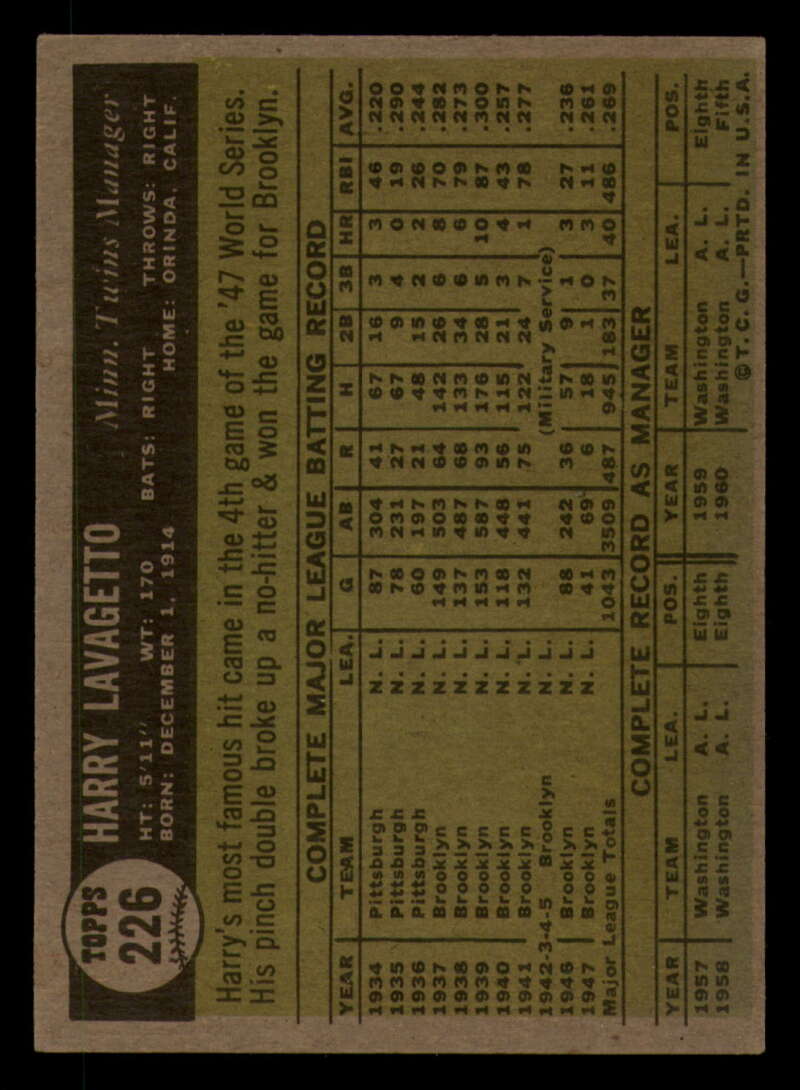 TOPPS
226
HARRY LAVAGETTO Minn. Twins Manager
HT: 5'11" WT: 170 BATS: RIGHT THROWS: RIGHT
BORN: DECEMBER 1, 1914 HOME: ORINDA, CALIF.
Harry's most famous hit came in the 4th game of the '47 World Series.
His pinch double broke up a no-hitter & won the game for Brooklyn.
COMPLETE MAJOR LEAGUE BATTING RECORD
YEAR TEAM LEA. G AB R H 2B 3B HR RBI AVG.
1934 Pittsburgh N. L. 87 304 41 67 16 3 3 46 .220
1935 Pittsburgh N. L. 78 231 27 67 9 4 0 19 .290
1936 Pittsburgh N. L. 60 197 21 48 15 2 2 26 .244
1937 Brooklyn N. L. 149 503 64 142 26 6 8 70 .282
1938 Brooklyn N. L. 137 487 68 133 34 6 6 79 .273
1939 Brooklyn N. L. 153 587 93 176 28 5 10 87 .300
1940 Brooklyn N. L. 118 448 56 115 21 3 4 43 .257
1941 Brooklyn N. L. 132 441 75 122 24 7 1 78 .277
1942-3-4-5 Brooklyn N. L. (Military Service)
1946 Brooklyn N. L. 88 242 36 57 9 1 3 27 .236
1947 Brooklyn N. L. 41 69 6 18 1 0 3 11 .261
Major League Totals 1043 3509 487 945 183 37 40 486 .269
COMPLETE RECORD AS MANAGER
YEAR TEAM LEA. POS. YEAR TEAM LEA. POS.
1957 Washington A. L. Eighth 1959 Washington A. L. Eighth
1958 Washington A. L. Eighth 1960 Washington A. L. Fifth
© T. C. G.—PRTD. IN U.S.A.